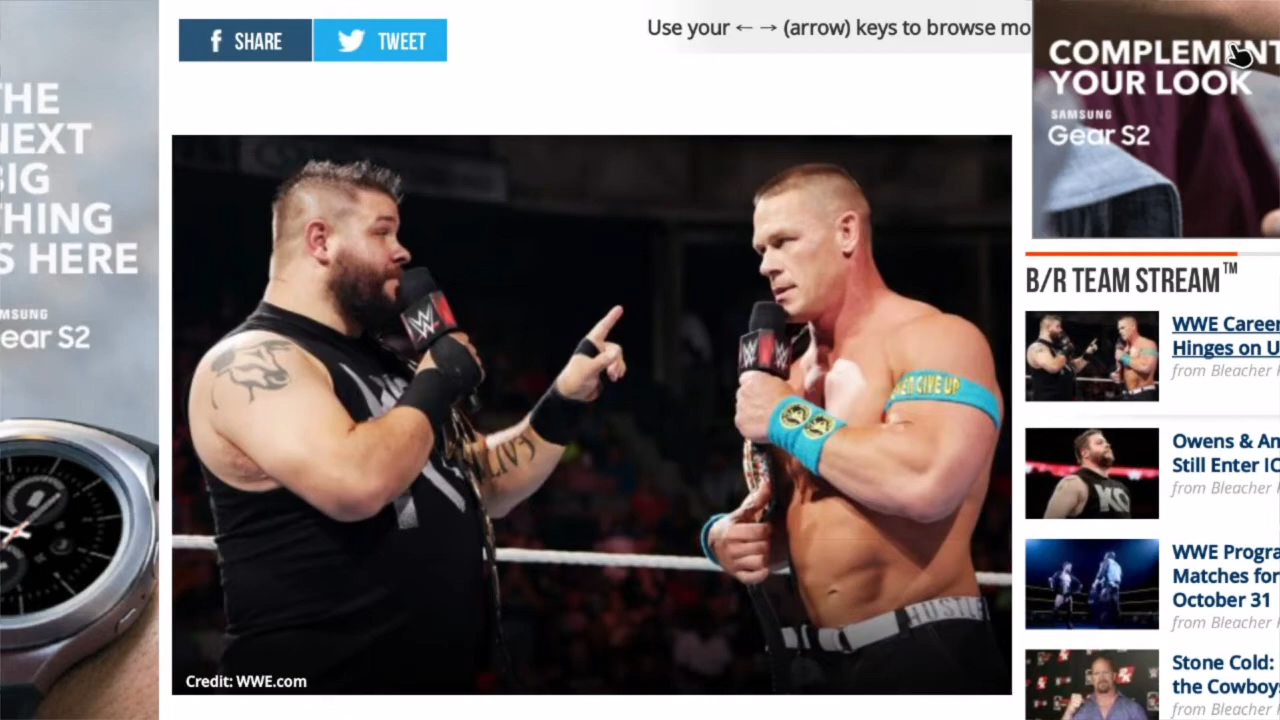 THE
NEXT
BIG
THING
IS HERE
SAMSUNG
Gear S2
SHARE
TWEET
Use your ← → (arrow) keys to browse mo
Credit: WWE.com
COMPLEMENT
YOUR LOOK
SAMSUNG
Gear S2
B/R TEAM STREAM™
WWE Career
Hinges on U
from Bleacher
Owens & An
Still Enter IC
from Bleacher
KO
WWE Progra
Matches for
October 31
from Bleacher
Stone Cold:
the Cowboy
from Bleacher
GIVE UP
HUSTLE